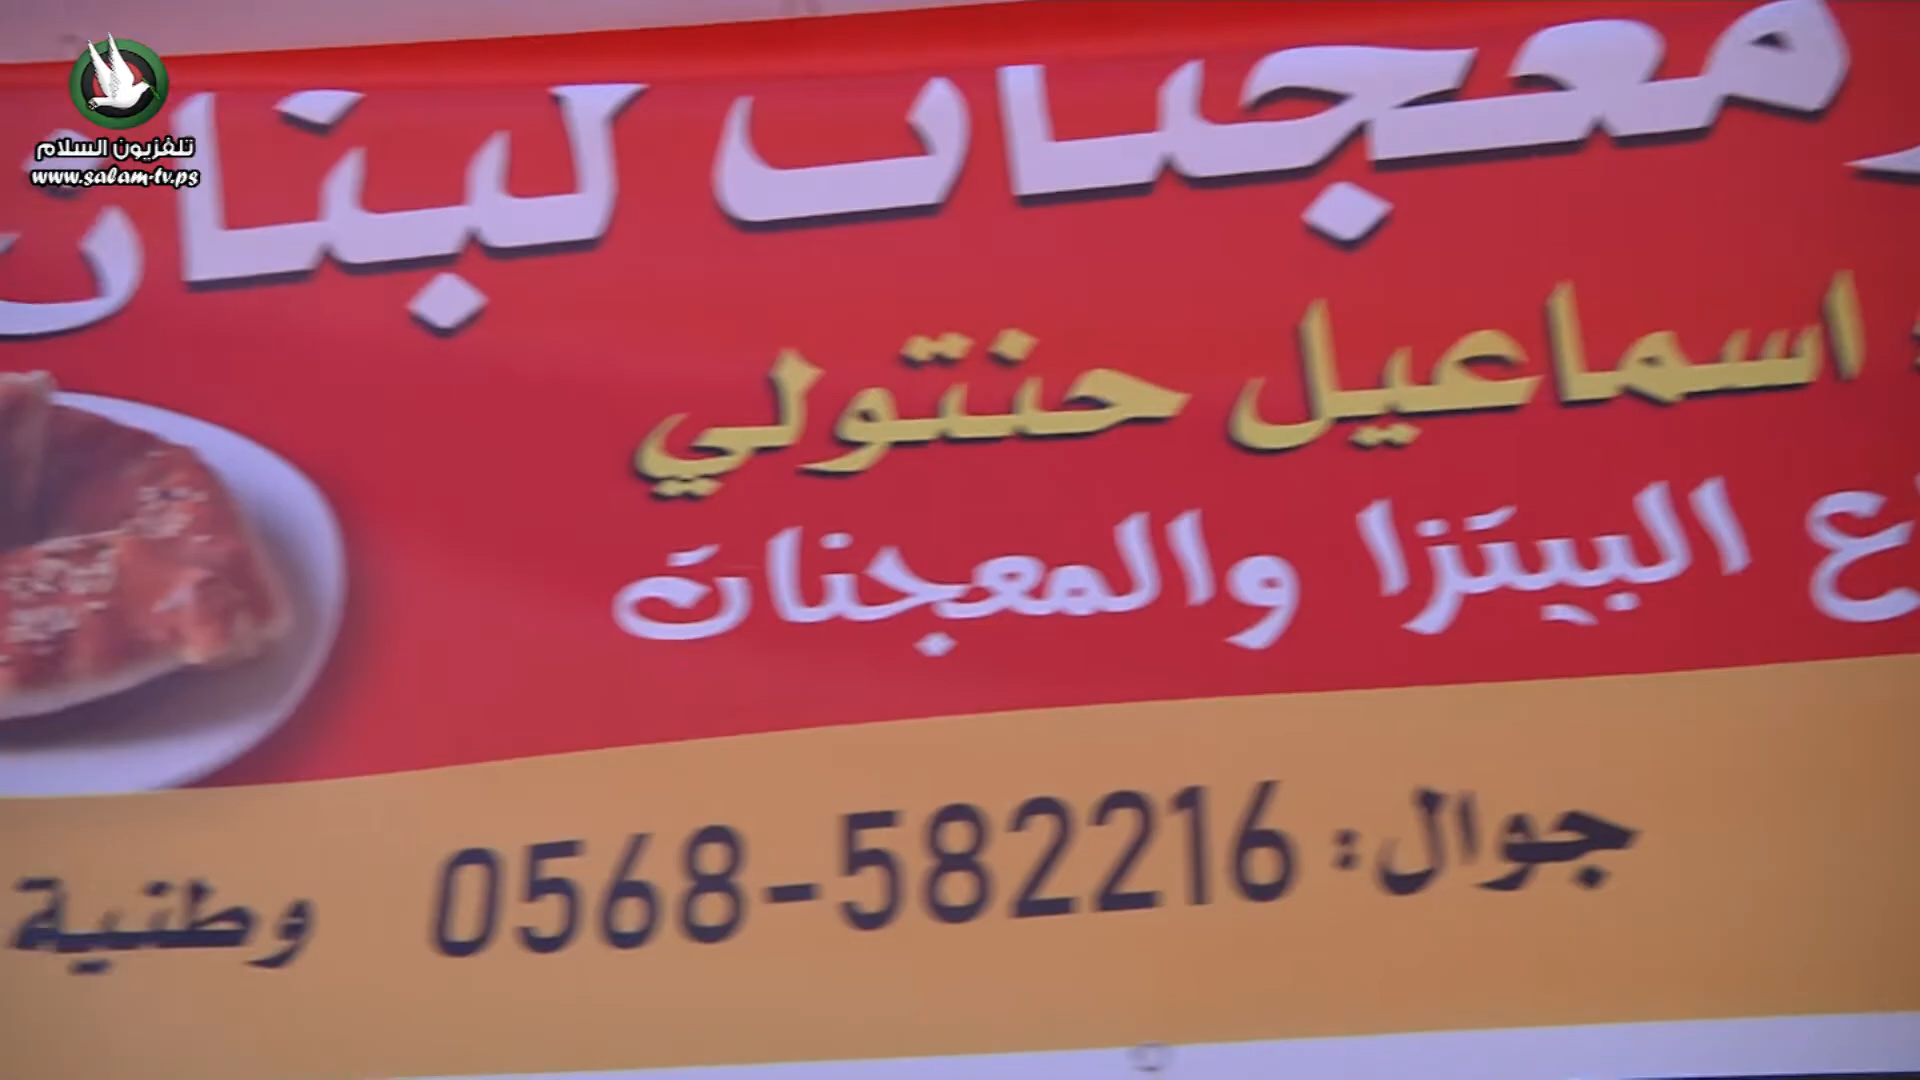 معجنات لبنان
اسماعيل حنتولي
البيتزا والمعجنات
جوال: 0568-582216 وطنية
تلفزيون السلام
www.salam-tv.ps